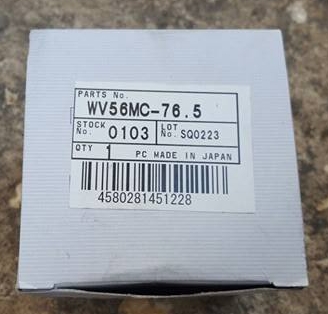 PARTS No.
WV56MC-76.5
STOCK No. 0103 LOT No. SQ0223
QTY 1 PC MADE IN JAPAN
4580281451228